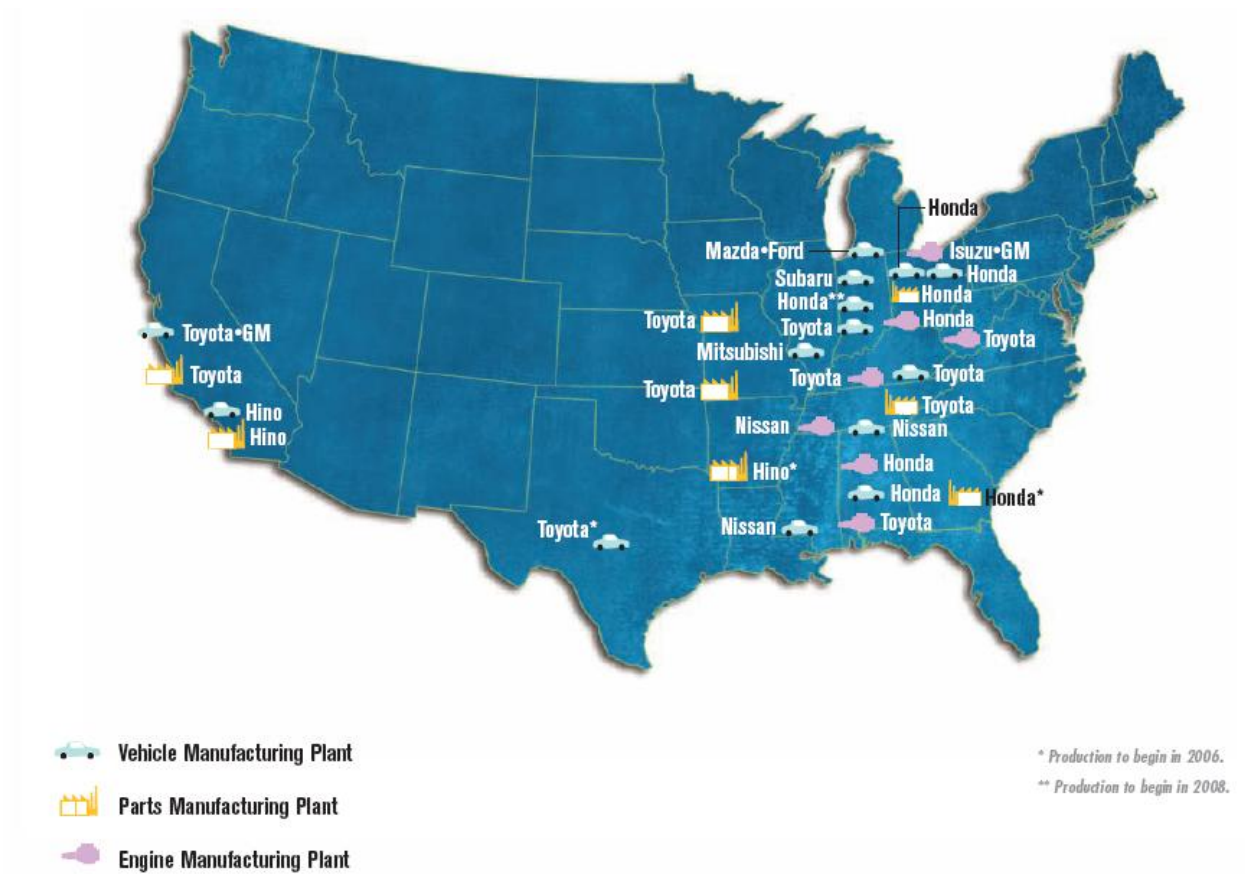 Honda
Mazda•Ford
Isuzu•GM
Subaru
Honda
Honda**
Honda
Toyota
Toyota
Honda
Toyota•GM
Toyota
Mitsubishi
Toyota
Toyota
Toyota
Toyota
Toyota
Hino
Nissan
Nissan
Hino
Honda
Hino*
Honda
Honda*
Toyota*
Nissan
Toyota
Vehicle Manufacturing Plant
* Production to begin in 2006.
** Production to begin in 2008.
Parts Manufacturing Plant
Engine Manufacturing Plant